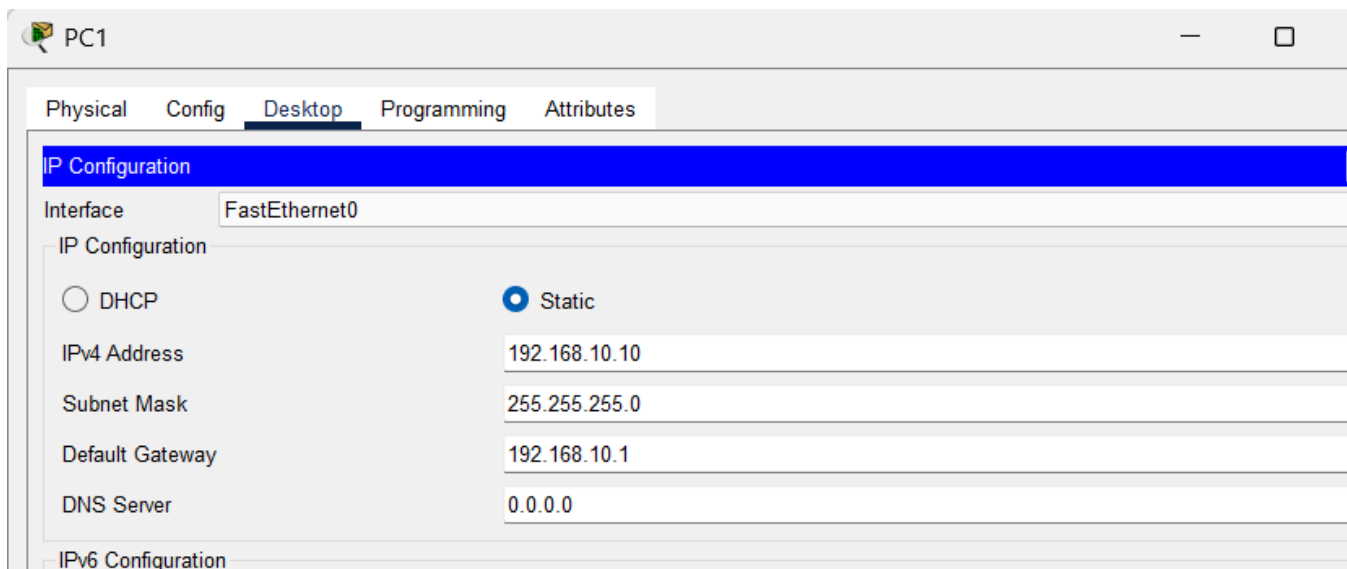 PC1
Physical Config Desktop Programming Attributes
IP Configuration
Interface FastEthernet0
IP Configuration
DHCP Static
IPv4 Address 192.168.10.10
Subnet Mask 255.255.255.0
Default Gateway 192.168.10.1
DNS Server 0.0.0.0
IPv6 Configuration